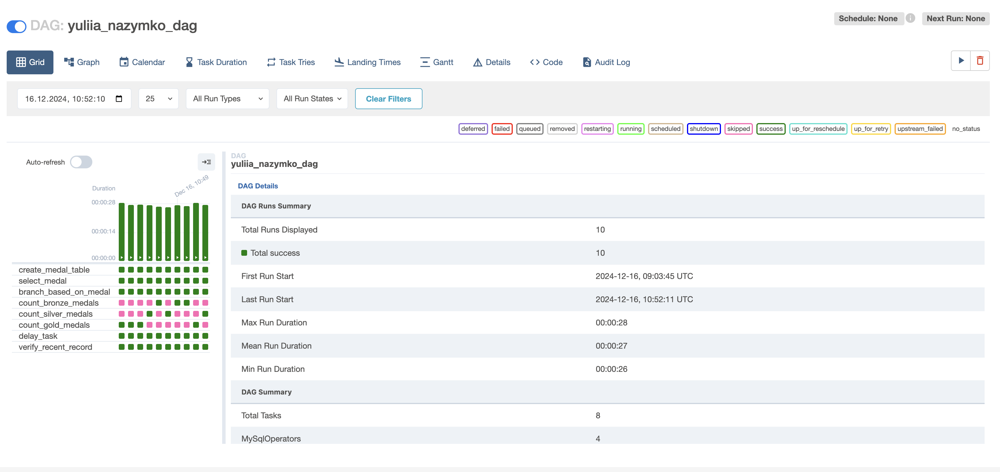 DAG: yuliia_nazymko_dag
Schedule: None
Next Run: None
Grid
Graph
Calendar
Task Duration
Task Tries
Landing Times
Gantt
Details
Code
Audit Log
16.12.2024, 10:52:10
25
All Run Types
All Run States
Clear Filters
deferred
failed
queued
removed
restarting
running
scheduled
shutdown
skipped
success
up_for_reschedule
up_for_retry
upstream_failed
no_status
Auto-refresh
Duration
Dec 16, 10:49
00:00:28
00:00:14
00:00:00
create_medal_table
select_medal
branch_based_on_medal
count_bronze_medals
count_silver_medals
count_gold_medals
delay_task
verify_recent_record
DAG
yuliia_nazymko_dag
DAG Details
DAG Runs Summary
Total Runs Displayed 10
Total success 10
First Run Start 2024-12-16, 09:03:45 UTC
Last Run Start 2024-12-16, 10:52:11 UTC
Max Run Duration 00:00:28
Mean Run Duration 00:00:27
Min Run Duration 00:00:26
DAG Summary
Total Tasks 8
MySqlOperators 4